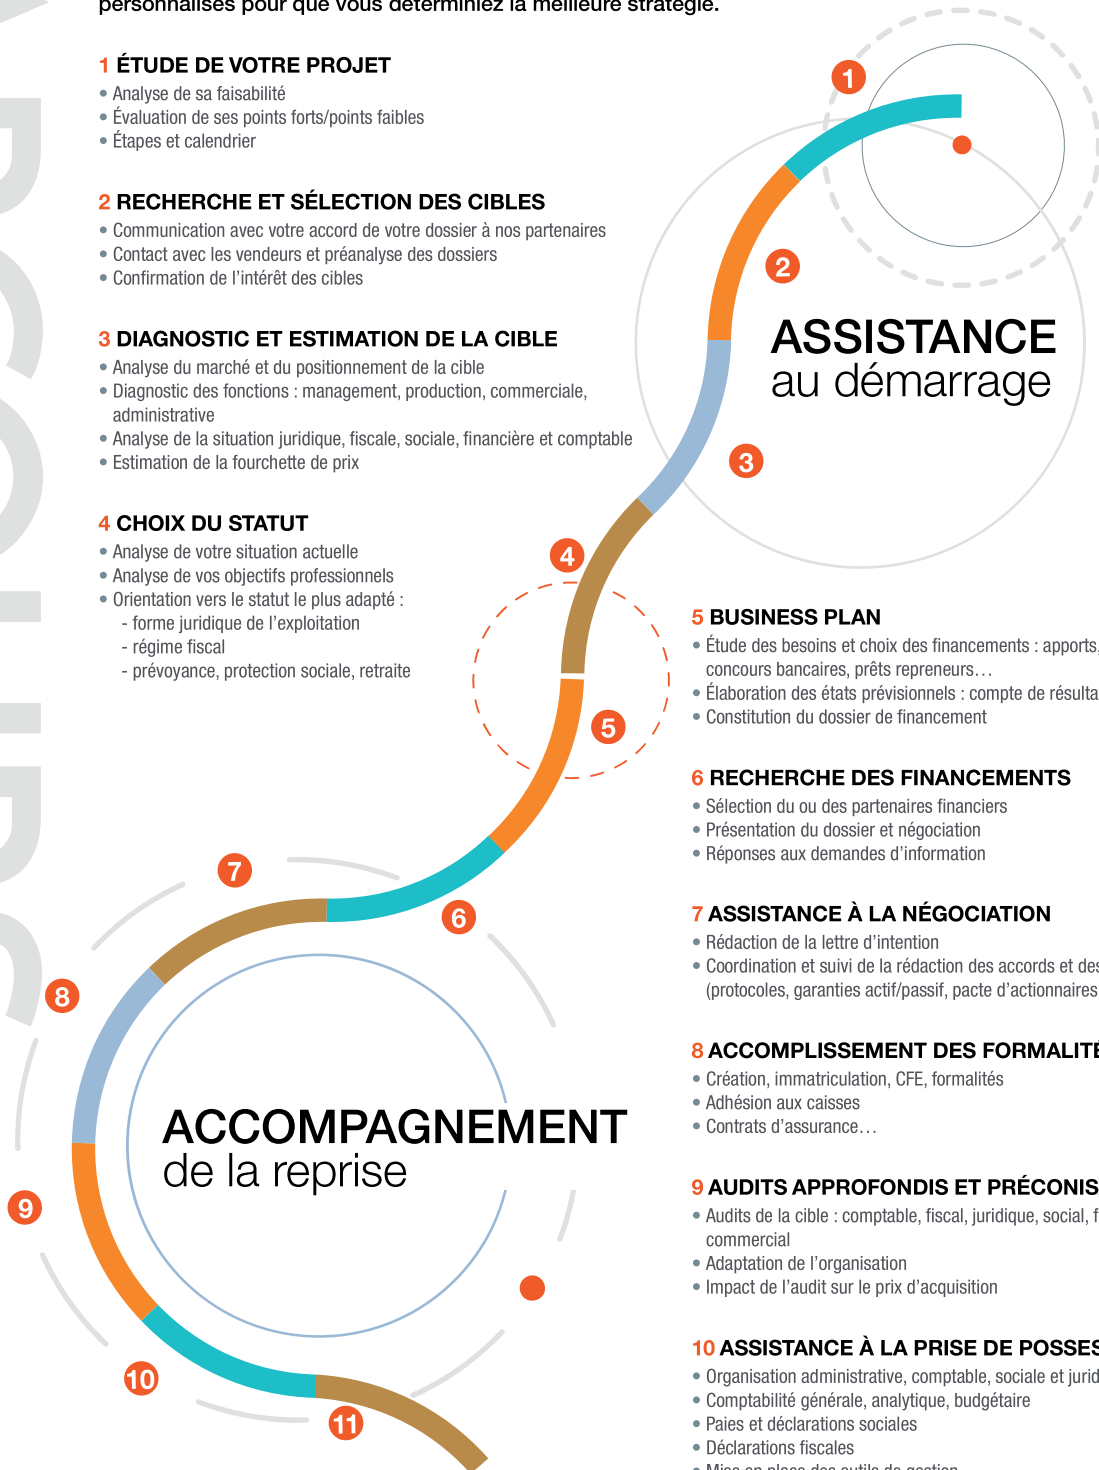 personnalisés pour que vous déterminiez la meilleure stratégie.
1 ÉTUDE DE VOTRE PROJET
• Analyse de sa faisabilité
• Évaluation de ses points forts/points faibles
• Étapes et calendrier
2 RECHERCHE ET SÉLECTION DES CIBLES
• Communication avec votre accord de votre dossier à nos partenaires
• Contact avec les vendeurs et préanalyse des dossiers
• Confirmation de l’intérêt des cibles
3 DIAGNOSTIC ET ESTIMATION DE LA CIBLE
• Analyse du marché et du positionnement de la cible
• Diagnostic des fonctions : management, production, commerciale,
administrative
• Analyse de la situation juridique, fiscale, sociale, financière et comptable
• Estimation de la fourchette de prix
4 CHOIX DU STATUT
• Analyse de votre situation actuelle
• Analyse de vos objectifs professionnels
• Orientation vers le statut le plus adapté :
- forme juridique de l’exploitation
- régime fiscal
- prévoyance, protection sociale, retraite
1
2
ASSISTANCE
au démarrage
3
4
5
6
7
8
ACCOMPAGNEMENT
de la reprise
9
10
11
5 BUSINESS PLAN
• Étude des besoins et choix des financements : apports,
concours bancaires, prêts repreneurs…
• Élaboration des états prévisionnels : compte de
• Constitution du dossier de financement
6 RECHERCHE DES FINANCEMENTS
• Sélection du ou des partenaires financiers
• Présentation du dossier et négociation
• Réponses aux demandes d’information
7 ASSISTANCE À LA NÉGOCIATION
• Rédaction de la lettre d’intention
• Coordination et suivi de la rédaction des accords et des
(protocoles, garanties actif/passif, pacte d’actionnaires
8 ACCOMPLISSEMENT DES
• Création, immatriculation, CFE, formalités
• Adhésion aux caisses
• Contrats d’assurance…
9 AUDITS APPROFONDIS ET
• Audits de la cible : comptable, fiscal, juridique, social,
commercial
• Adaptation de l’organisation
• Impact de l’audit sur le prix d’acquisition
10 ASSISTANCE À LA PRISE DE
• Organisation administrative, comptable, sociale et
• Comptabilité générale, analytique, budgétaire
• Paies et déclarations sociales
• Déclarations fiscales
• Mise en place des outils de gestion